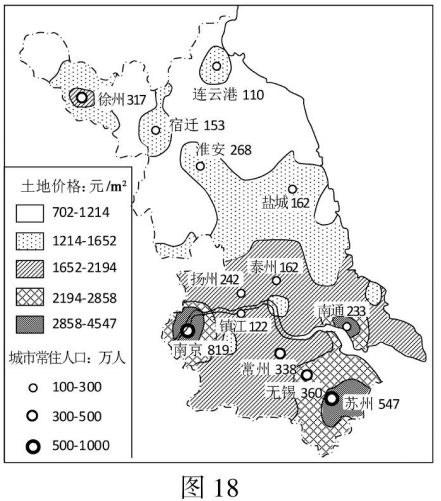 连云港 110
徐州 317
宿迁 153
淮安 268
盐城 162
土地价格：元/m²
702-1214
1214-1652
1652-2194
2194-2858
2858-4547
城市常住人口：万人
100-300
300-500
500-1000
泰州 162
扬州 242
镇江 122
南通 233
南京 819
常州 338
无锡 360
苏州 547
图 18